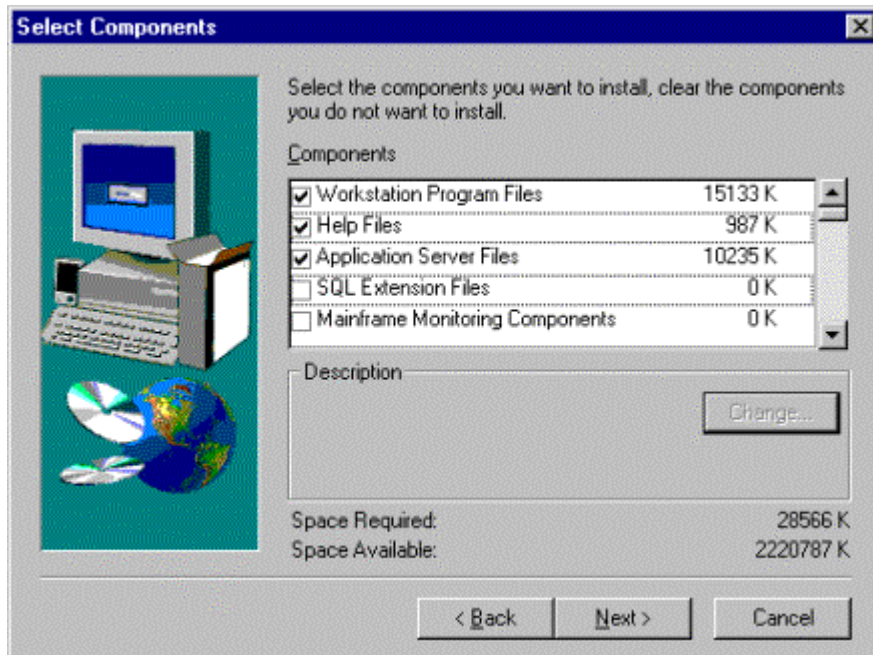 Select Components
Select the components you want to install, clear the components
you do not want to install.
Components
Workstation Program Files 15133 K
Help Files 987 K
Application Server Files 10235 K
SQL Extension Files 0 K
Mainframe Monitoring Components 0 K
Description
Change...
Space Required: 28566 K
Space Available: 2220787 K
< Back Next > Cancel